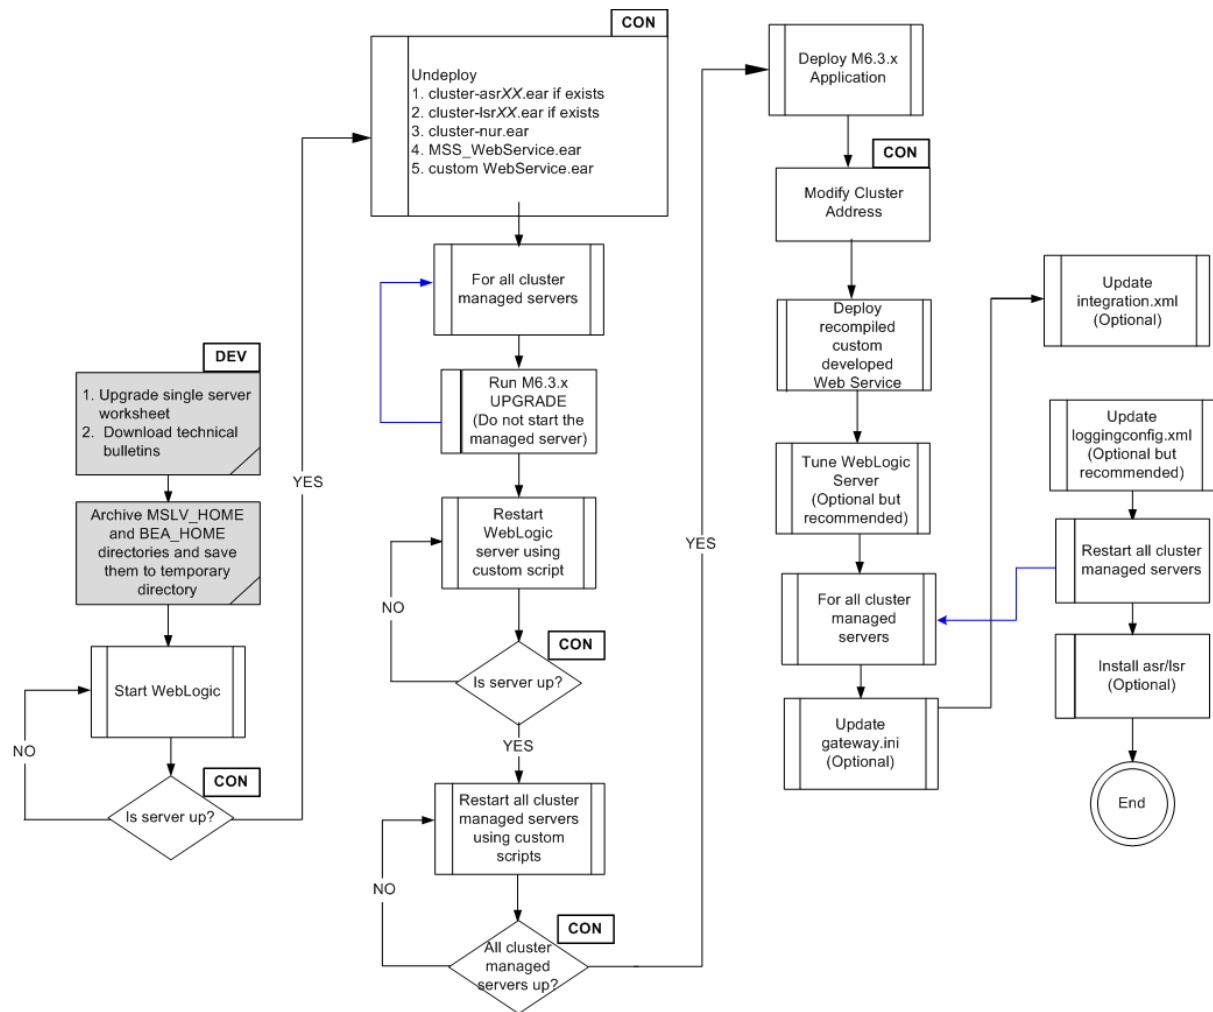 DEV
1. Upgrade single server
worksheet
2. Download technical
bulletins
Archive MSLV_HOME
and BEA_HOME
directories and save
them to temporary
directory
Start WebLogic
NO
CON
Is server up?
YES
CON
Undeploy
1. cluster-asrXX.ear if exists
2. cluster-lsrXX.ear if exists
3. cluster-nur.ear
4. MSS_WebService.ear
5. custom WebService.ear
For all cluster
managed servers
Run M6.3.x
UPGRADE
(Do not start the
managed server)
Restart
WebLogic
server using
custom script
NO
CON
Is server up?
YES
Restart all cluster
managed servers
using custom
scripts
NO
CON
All cluster
managed
servers up?
YES
Deploy M6.3.x
Application
CON
Modify Cluster
Address
Deploy
recompiled
custom
developed
Web Service
Tune WebLogic
Server
(Optional but
recommended)
For all cluster
managed
servers
Update
gateway.ini
(Optional)
Update
integration.xml
(Optional)
Update
loggingconfig.xml
(Optional but
recommended)
Restart all cluster
managed servers
Install asr/lsr
(Optional)
End